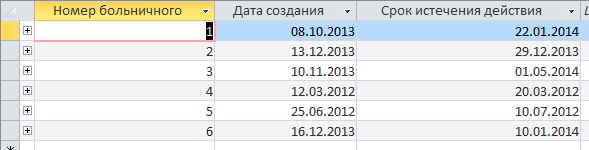 Номер больничного Дата создания Срок истечения действия
1 08.10.2013 22.01.2014
2 13.12.2013 29.12.2013
3 10.11.2013 01.05.2014
4 12.03.2012 20.03.2012
5 25.06.2012 10.07.2012
6 16.12.2013 10.01.2014